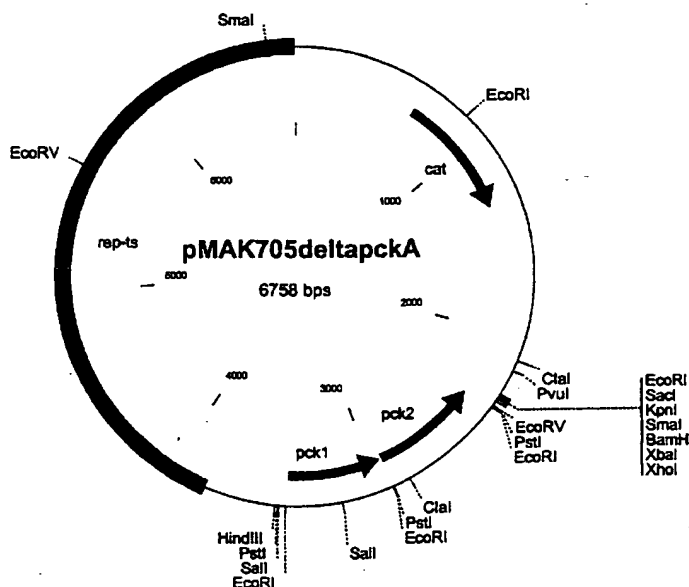 SmaI
EcoRI
EcoRV
cat
6000
1000
rep-ts
pMAK705deltapckA
5000
6758 bps
2000
4000
3000
pck2
pck1
ClaI
PvuI
EcoRI
SacI
KpnI
SmaI
BamHI
XbaI
XhoI
EcoRV
PstI
EcoRI
ClaI
PstI
EcoRI
HindIII
PstI
SalI
EcoRI
SalI